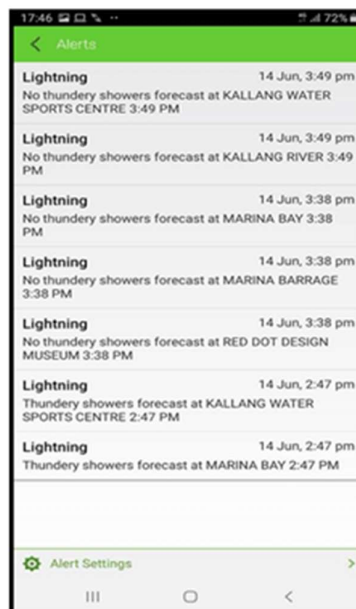 17:46 72%
Alerts
Lightning 14 Jun, 3:49 pm
No thundery showers forecast at KALLANG WATER
SPORTS CENTRE 3:49 PM
Lightning 14 Jun, 3:49 pm
No thundery showers forecast at KALLANG RIVER 3:49
PM
Lightning 14 Jun, 3:38 pm
No thundery showers forecast at MARINA BAY 3:38
PM
Lightning 14 Jun, 3:38 pm
No thundery showers forecast at MARINA BARRAGE
3:38 PM
Lightning 14 Jun, 3:38 pm
No thundery showers forecast at RED DOT DESIGN
MUSEUM 3:38 PM
Lightning 14 Jun, 2:47 pm
Thundery showers forecast at KALLANG WATER
SPORTS CENTRE 2:47 PM
Lightning 14 Jun, 2:47 pm
Thundery showers forecast at MARINA BAY 2:47 PM
Alert Settings